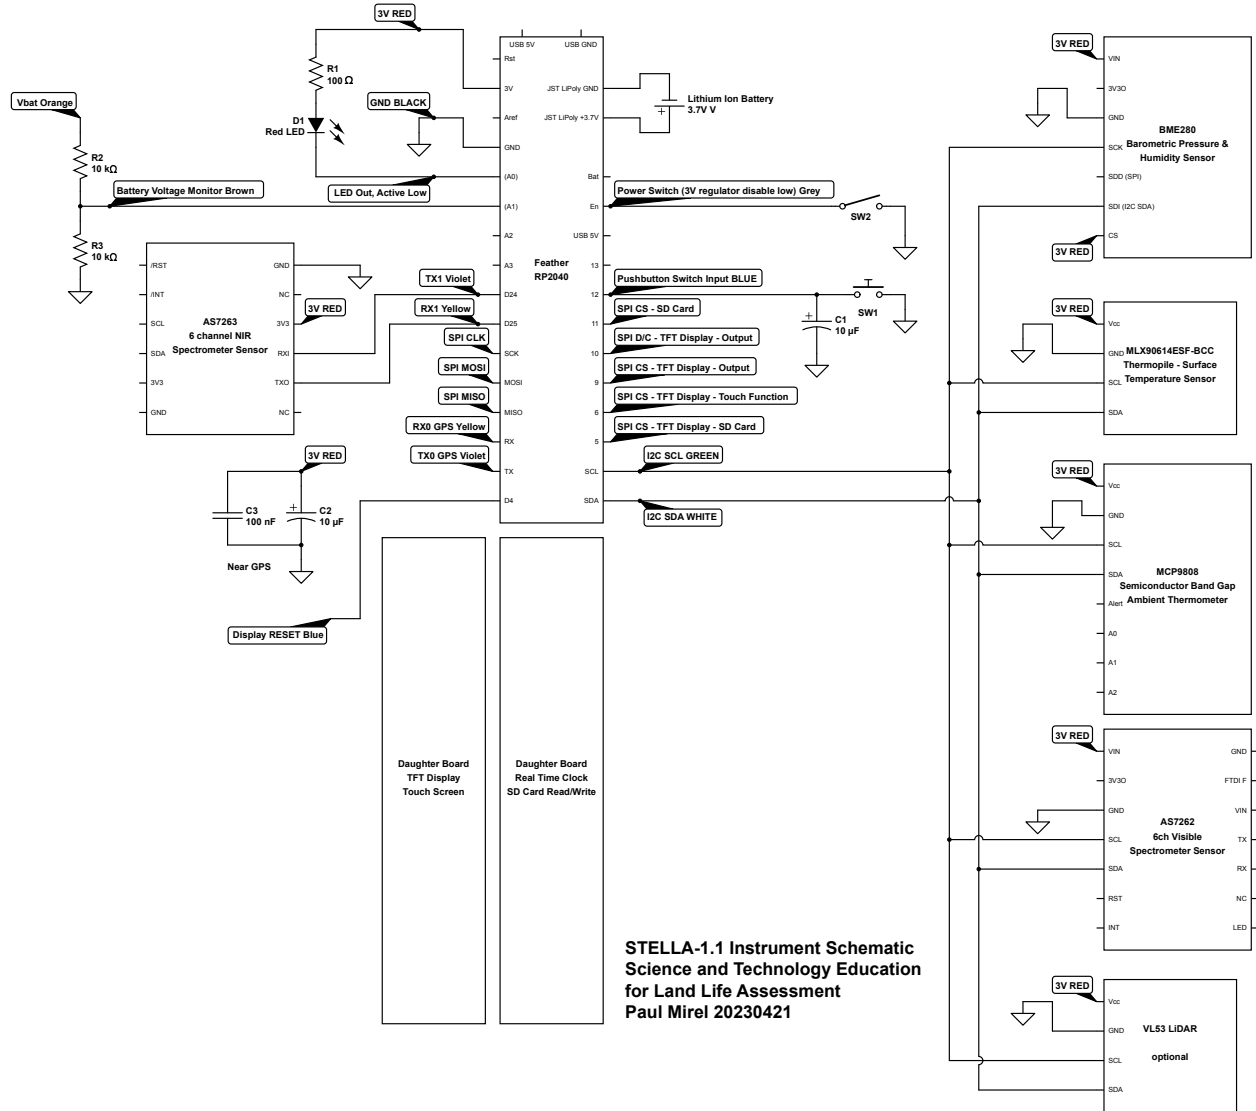 3V RED
R1
100 Ω
D1
Red LED
GND BLACK
LED Out, Active Low
Vbat Orange
R2
10 kΩ
Battery Voltage Monitor Brown
R3
10 kΩ
USB 5V
USB GND
Rst
3V
Aref
GND
(A0)
(A1)
A2
A3
D24
D25
SCK
MOSI
MISO
RX
TX
D4
JST LiPoly GND
JST LiPoly +3.7V
Bat
En
USB 5V
13
12
11
10
9
6
5
SCL
SDA
Feather
RP2040
Lithium Ion Battery
3.7V V
+
Power Switch (3V regulator disable low) Grey
SW2
Pushbutton Switch Input BLUE
SW1
+
C1
10 µF
SPI CS - SD Card
SPI D/C - TFT Display - Output
SPI CS - TFT Display - Output
SPI CS - TFT Display - Touch Function
SPI CS - TFT Display - SD Card
I2C SCL GREEN
I2C SDA WHITE
TX1 Violet
RX1 Yellow
SPI CLK
SPI MOSI
SPI MISO
RX0 GPS Yellow
TX0 GPS Violet
/RST
/INT
SCL
SDA
3V3
GND
GND
NC
3V3
RXI
TXO
NC
AS7263
6 channel NIR
Spectrometer Sensor
3V RED
3V RED
C3
100 nF
+
C2
10 µF
Near GPS
Display RESET Blue
Daughter Board
TFT Display
Touch Screen
Daughter Board
Real Time Clock
SD Card Read/Write
STELLA-1.1 Instrument Schematic
Science and Technology Education
for Land Life Assessment
Paul Mirel 20230421
3V RED
VIN
3V3O
GND
SCK
SDD (SPI)
SDI (I2C SDA)
CS
3V RED
BME280
Barometric Pressure &
Humidity Sensor
3V RED
Vcc
GND
SCL
SDA
MLX90614ESF-BCC
Thermopile - Surface
Temperature Sensor
3V RED
Vcc
GND
SCL
SDA
Alert
A0
A1
A2
MCP9808
Semiconductor Band Gap
Ambient Thermometer
3V RED
VIN
3V3O
GND
SCL
SDA
RST
INT
GND
FTDI F
VIN
TX
RX
NC
LED
AS7262
6ch Visible
Spectrometer Sensor
3V RED
Vcc
GND
SCL
SDA
VL53 LiDAR
optional